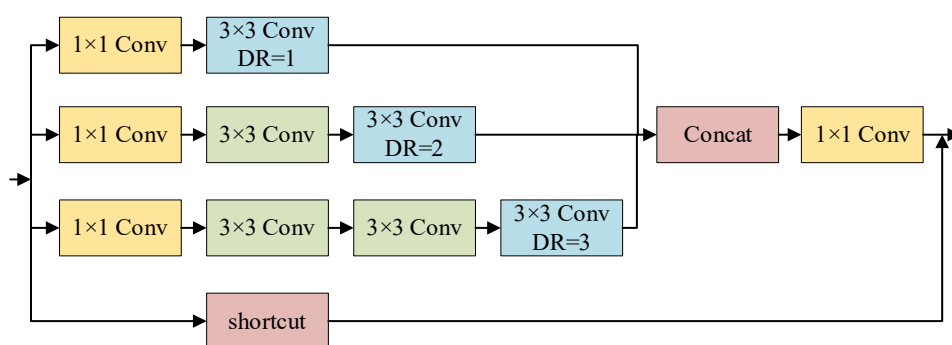 1×1 Conv
3×3 Conv
DR=1
1×1 Conv
3×3 Conv
3×3 Conv
DR=2
Concat
1×1 Conv
1×1 Conv
3×3 Conv
3×3 Conv
3×3 Conv
DR=3
shortcut